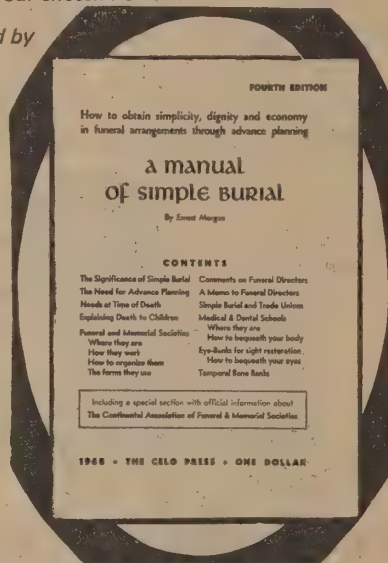 d by
FOURTH EDITION
How to obtain simplicity, dignity and economy
in funeral arrangements through advance planning
a manual
of simple burial
By Ernest Morgan
CONTENTS
The Significance of Simple Burial
The Need for Advance Planning
Needs at Time of Death
Explaining Death to Children
Funeral and Memorial Societies
Where they are
How they work
How to organize them
The forms they use
Comments on Funeral Directors
A Memo to Funeral Directors
Simple Burial and Trade Unions
Medical & Dental Schools
Where they are
How to bequeath your body
Eye-Banks for sight restoration
How to bequeath your eyes
Temporal Bone Banks
Including a special section with official information about
The Continental Association of Funeral & Memorial Societies
1968 • THE CELO PRESS • ONE DOLLAR